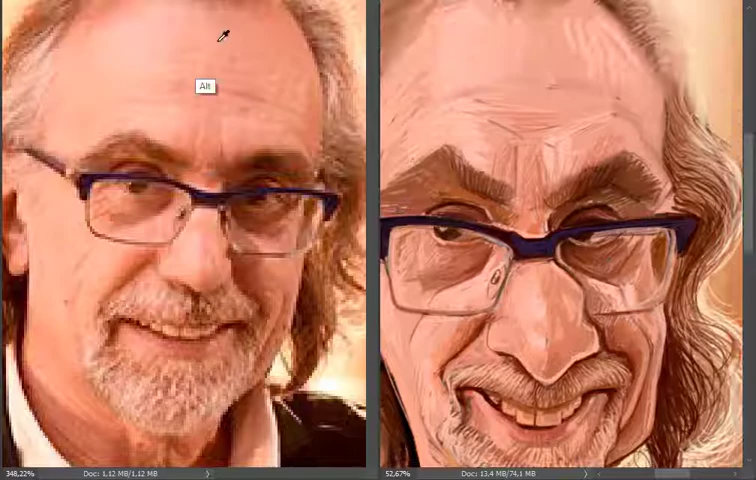 Alt
348,22%
Doc: 1,12 MB/1,12 MB
52,67%
Doc: 13,4 MB/74,1 MB